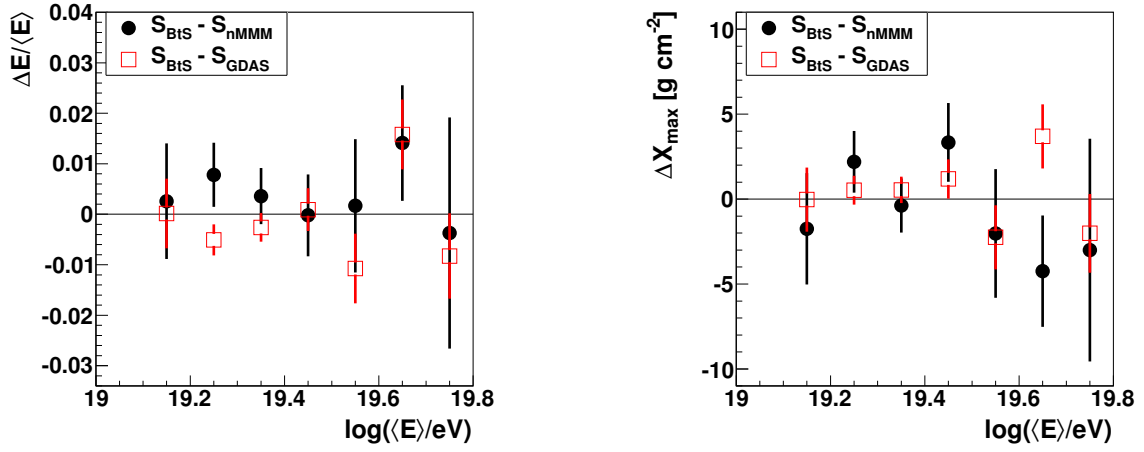 ΔE/⟨E⟩
0.04
0.03
0.02
0.01
0
-0.01
-0.02
-0.03
S_BtS - S_nMMM
S_BtS - S_GDAS
19 19.2 19.4 19.6 19.8
log(⟨E⟩/eV)
ΔX_max [g cm^-2]
10
5
0
-5
-10
S_BtS - S_nMMM
S_BtS - S_GDAS
19 19.2 19.4 19.6 19.8
log(⟨E⟩/eV)